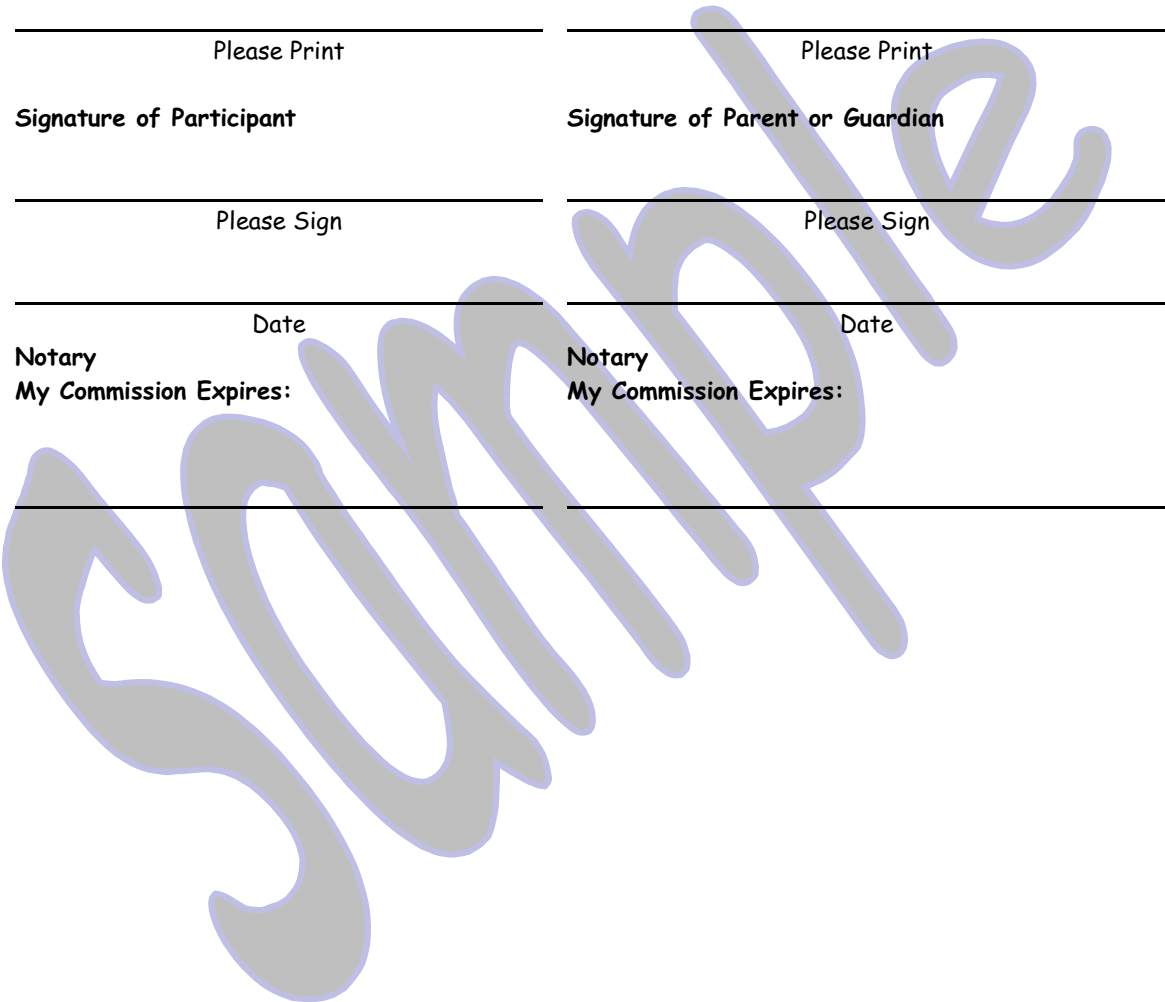 Please Print Please Print
Signature of Participant Signature of Parent or Guardian
Please Sign Please Sign
Date Date
Notary Notary
My Commission Expires: My Commission Expires:
Sample